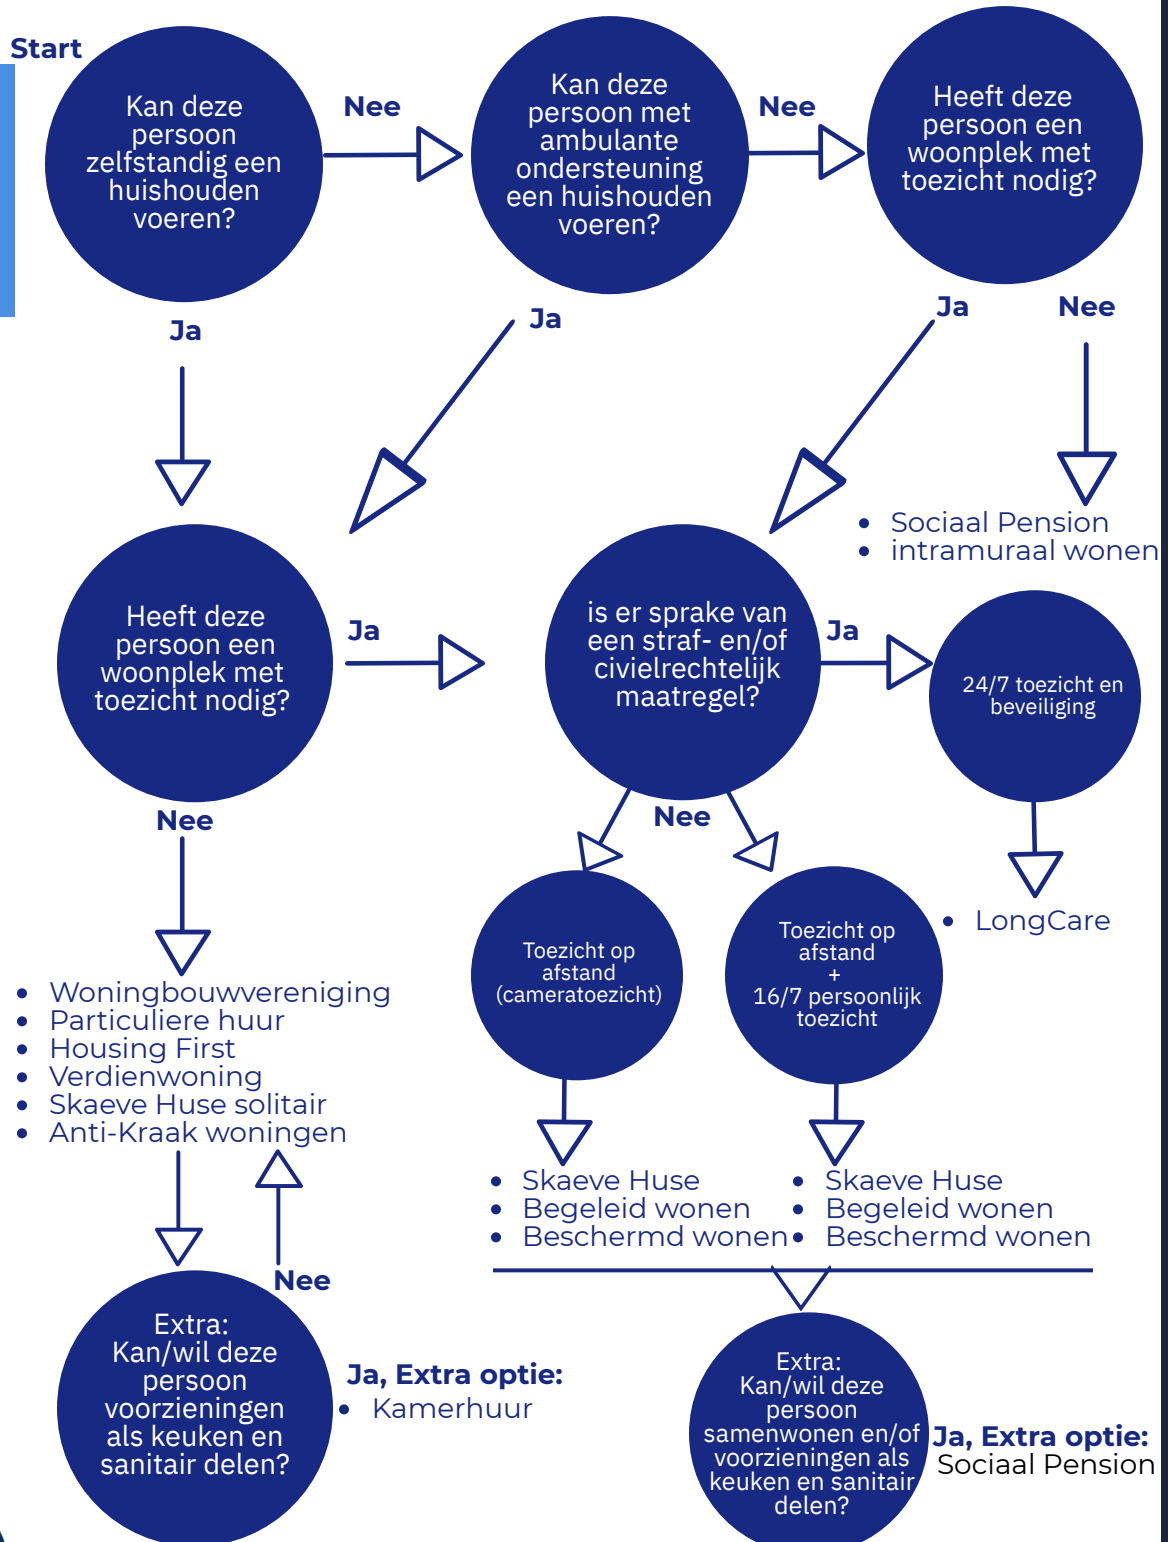 Start
Kan deze
persoon
zelfstandig een
huishouden
voeren?
Nee
Kan deze
persoon met
ambulante
ondersteuning
een huishouden
voeren?
Nee
Heeft deze
persoon een
woonplek met
toezicht nodig?
Ja
Ja
Ja
Nee
• Sociaal Pension
• intramuraal wonen
Heeft deze
persoon een
woonplek met
toezicht nodig?
Ja
is er sprake van
een straf- en/of
civielrechtelijk
maatregel?
Ja
24/7 toezicht en
beveiliging
Nee
Nee
• LongCare
Toezicht op
afstand
(cameratoezicht)
Toezicht op
afstand
+
16/7 persoonlijk
toezicht
• Woningbouwvereniging
• Particuliere huur
• Housing First
• Verdienwoning
• Skaeve Huse solitair
• Anti-Kraak woningen
• Skaeve Huse
• Begeleid wonen
• Beschermd wonen
• Skaeve Huse
• Begeleid wonen
• Beschermd wonen
Nee
Extra:
Kan/wil deze
persoon
voorzieningen
als keuken en
sanitair delen?
Ja, Extra optie:
• Kamerhuur
Extra:
Kan/wil deze
persoon
samenwonen en/of
voorzieningen als
keuken en sanitair
delen?
Ja, Extra optie:
Sociaal Pension